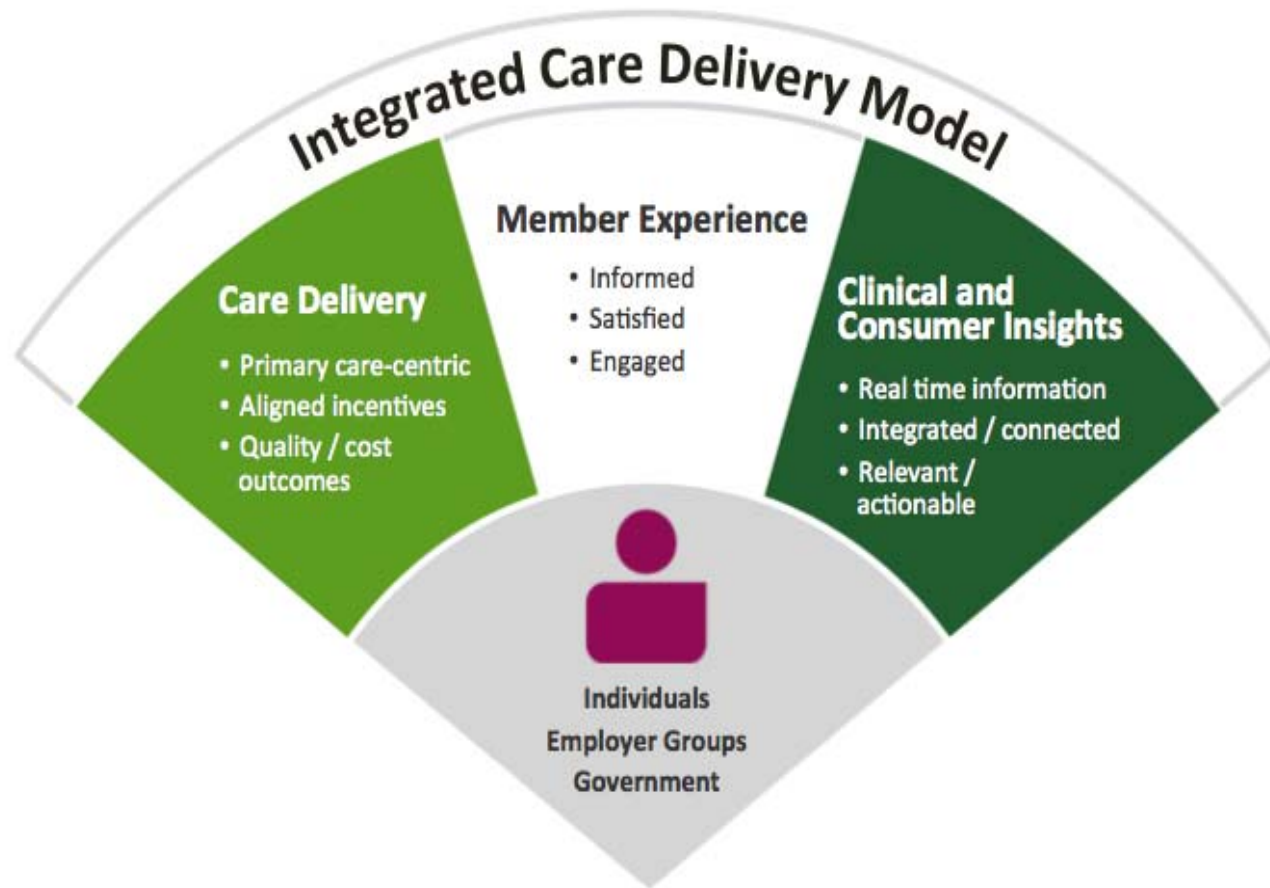 Integrated Care Delivery Model
Care Delivery
• Primary care-centric
• Aligned incentives
• Quality / cost
outcomes
Member Experience
• Informed
• Satisfied
• Engaged
Clinical and
Consumer Insights
• Real time information
• Integrated / connected
• Relevant /
actionable
Individuals
Employer Groups
Government